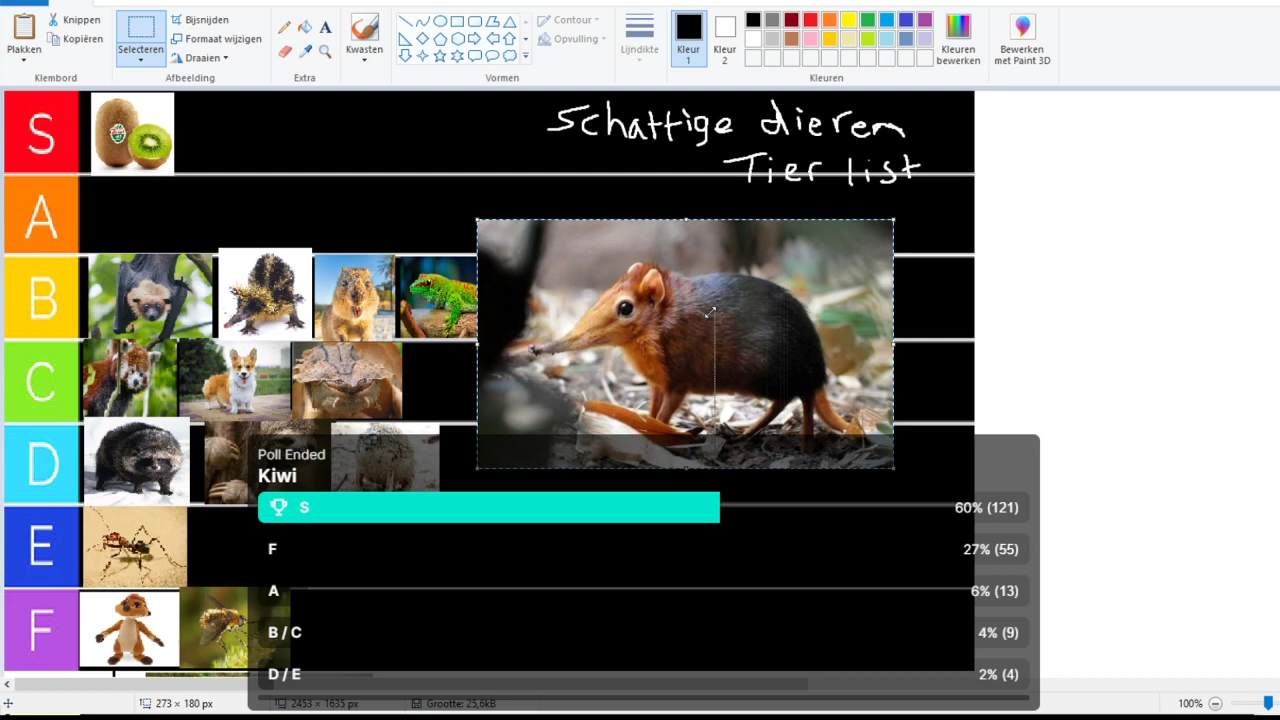 Plakken
Knippen
Kopiëren
Klembord
Selecteren
Bijsnijden
Formaat wijzigen
Draaien
Afbeelding
A
Extra
Kwasten
Contour
Opvulling
Vormen
Lijndikte
Kleur
1
Kleur
2
Kleuren
bewerken
Kleuren
Bewerken
met Paint 3D
S
Schattige dieren
Tier list
A
B
C
D
E
F
Poll Ended
Kiwi
S 60% (121)
F 27% (55)
A 6% (13)
B / C 4% (9)
D / E 2% (4)
273 × 180 px
2453 × 1635 px
Grootte: 25,6kB
100%